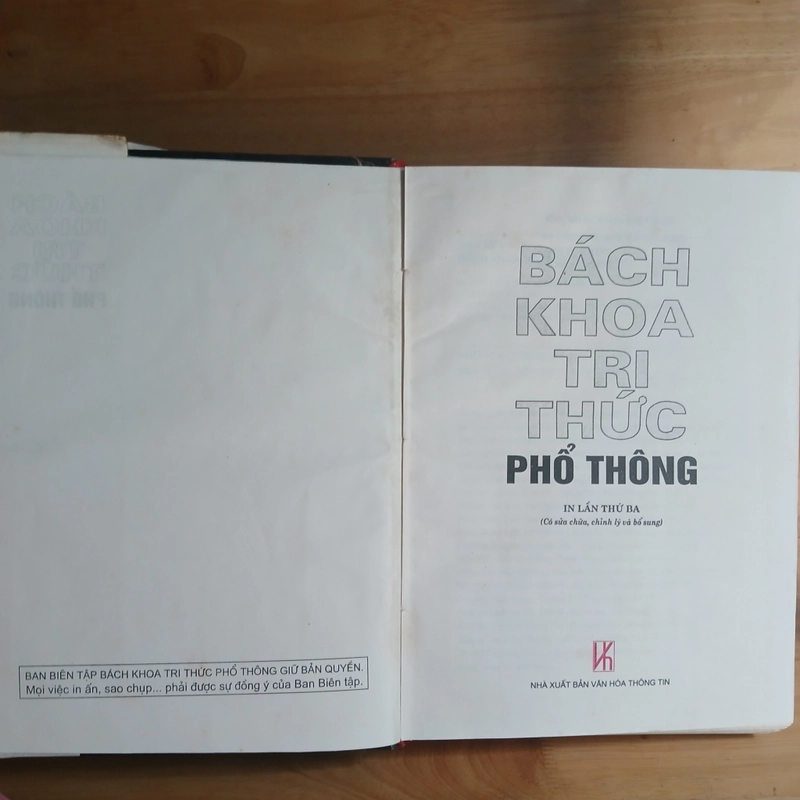 BAN BIÊN TẬP BÁCH KHOA TRI THỨC PHỔ THÔNG GIỮ BẢN QUYỀN.
Mọi việc in ấn, sao chụp... phải được sự đồng ý của Ban Biên tập.
BÁCH
KHOA
TRI
THỨC
PHỔ THÔNG
IN LẦN THỨ BA
(Có sửa chữa, chỉnh lý và bổ sung)
NHÀ XUẤT BẢN VĂN HÓA THÔNG TIN